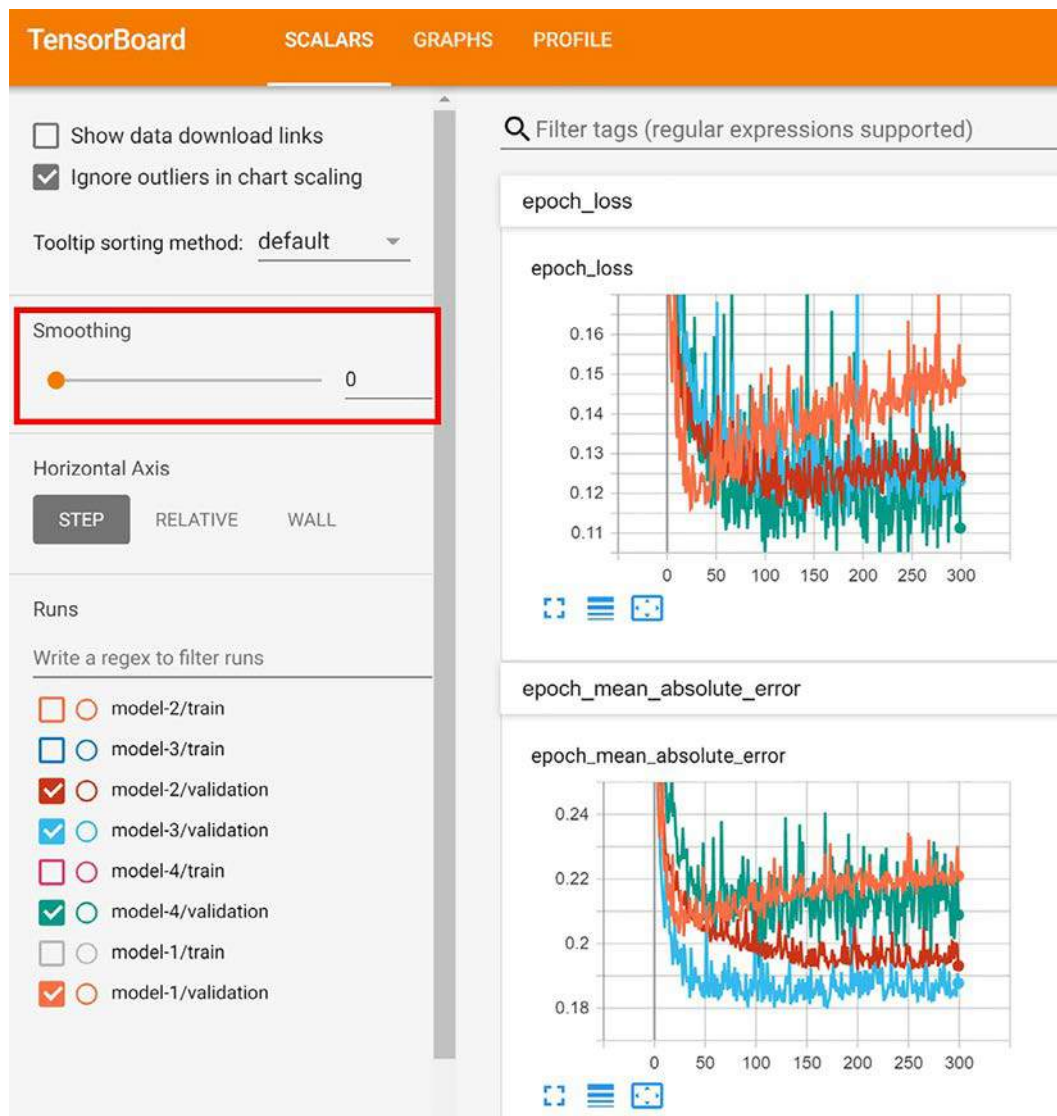 TensorBoard SCALARS GRAPHS PROFILE
Show data download links
Ignore outliers in chart scaling
Tooltip sorting method: default
Smoothing
0
Horizontal Axis
STEP RELATIVE WALL
Runs
Write a regex to filter runs
model-2/train
model-3/train
model-2/validation
model-3/validation
model-4/train
model-4/validation
model-1/train
model-1/validation
Filter tags (regular expressions supported)
epoch_loss
epoch_loss
0.16
0.15
0.14
0.13
0.12
0.11
0 50 100 150 200 250 300
epoch_mean_absolute_error
epoch_mean_absolute_error
0.24
0.22
0.2
0.18
0 50 100 150 200 250 300